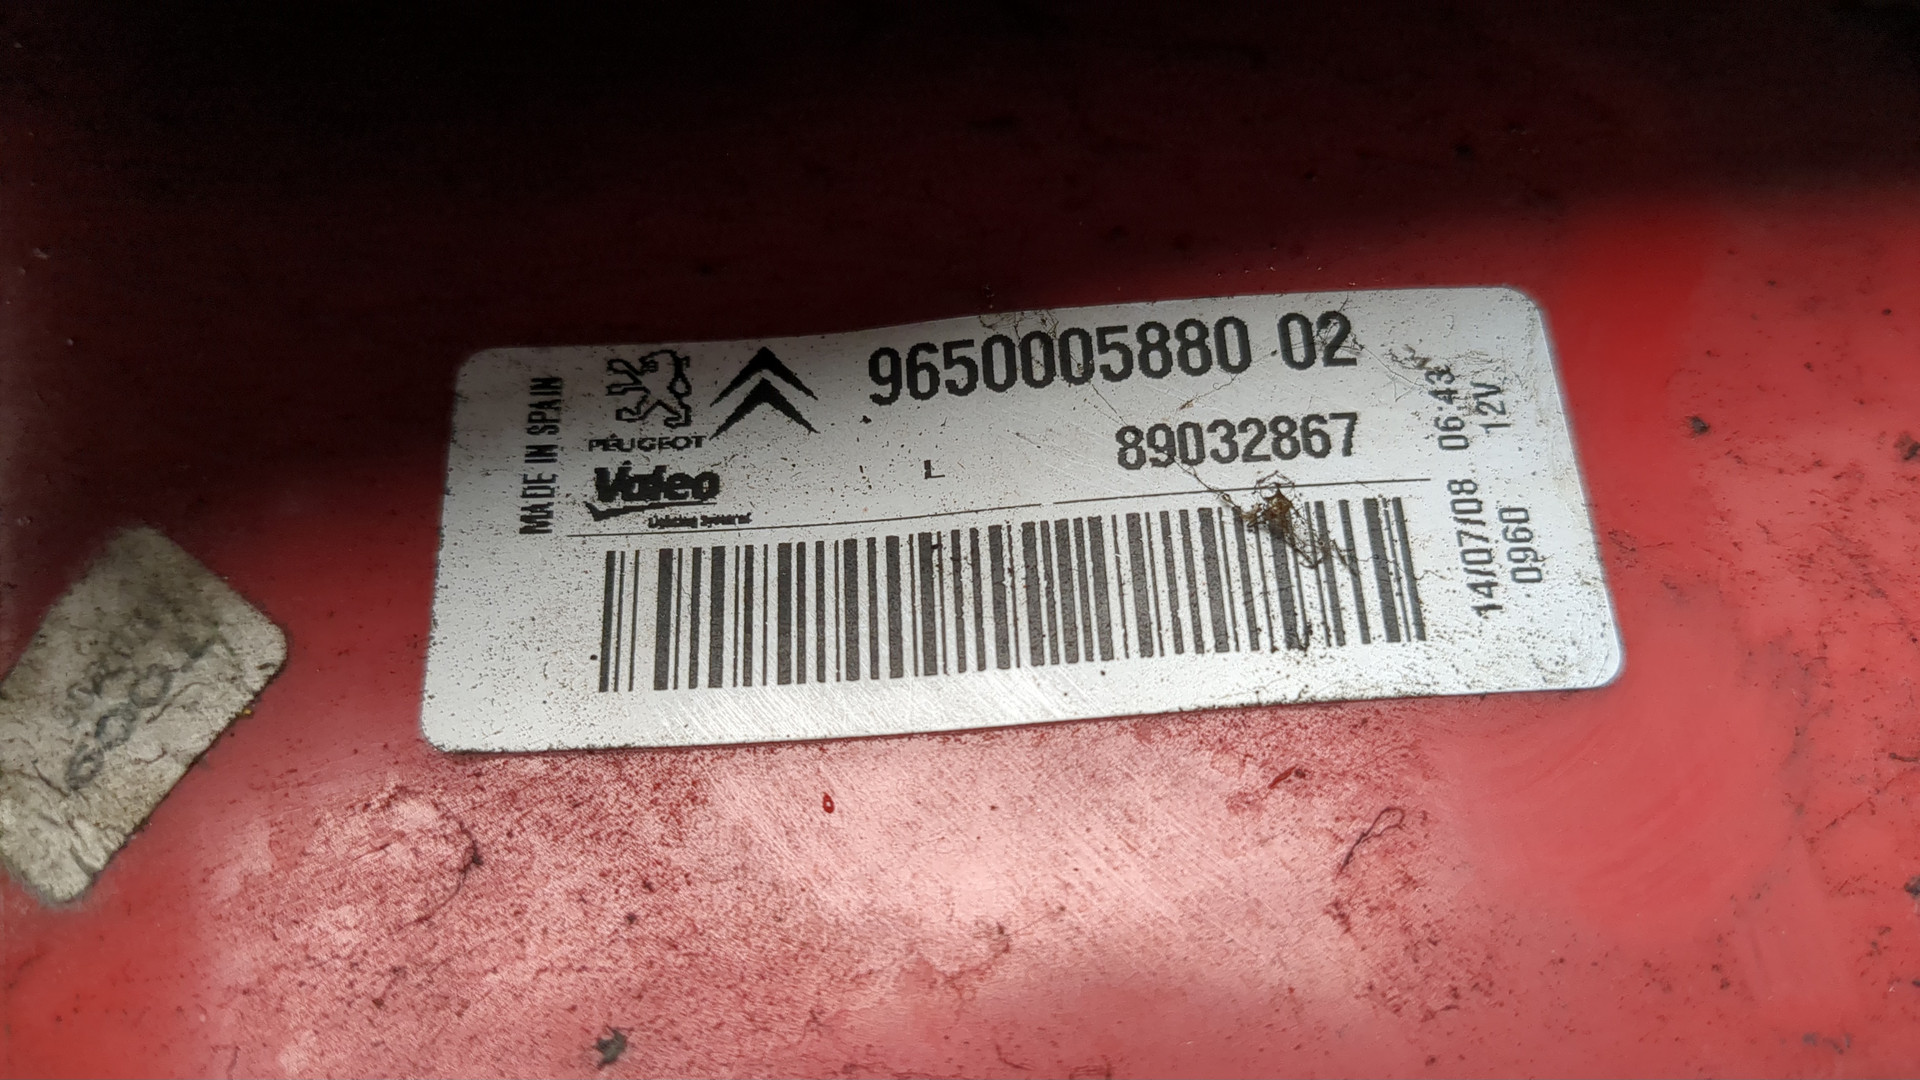 MADE IN SPAIN
PEUGEOT
9650005880 02
Valeo
L
89032867
14/07/08 06:43
0960 12V